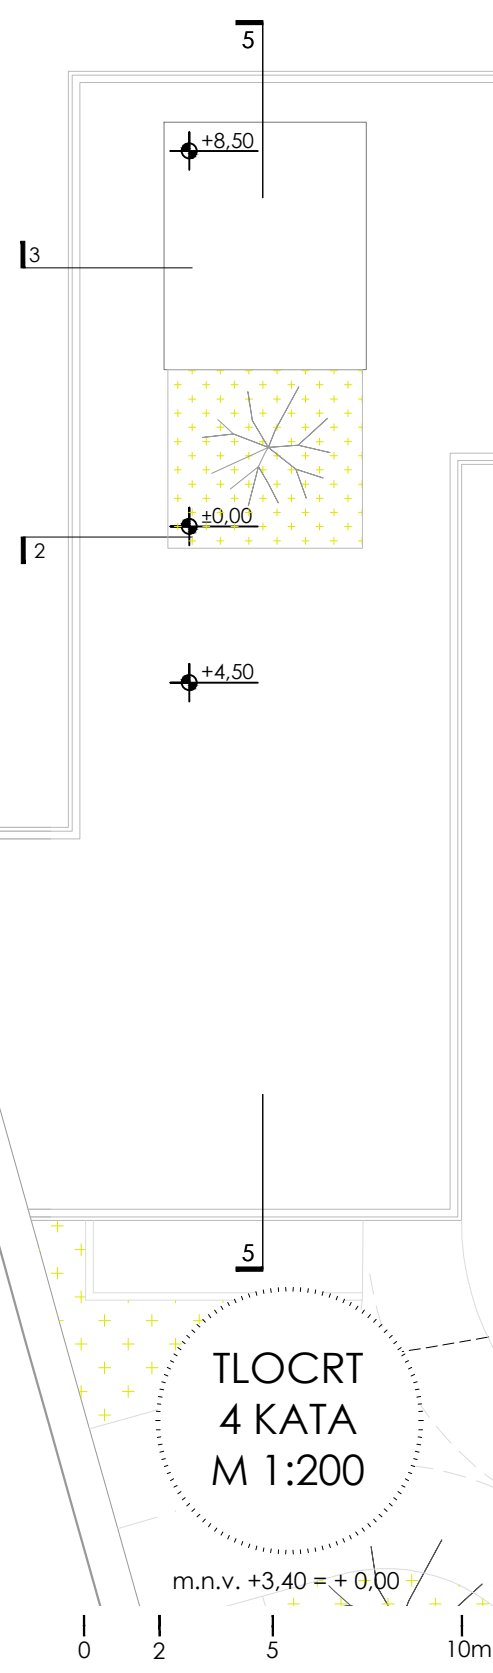 5
+8,50
3
±0,00
2
+4,50
5
TLOCRT
4 KATA
M 1:200
m.n.v. +3,40 = + 0,00
0 2 5 10m